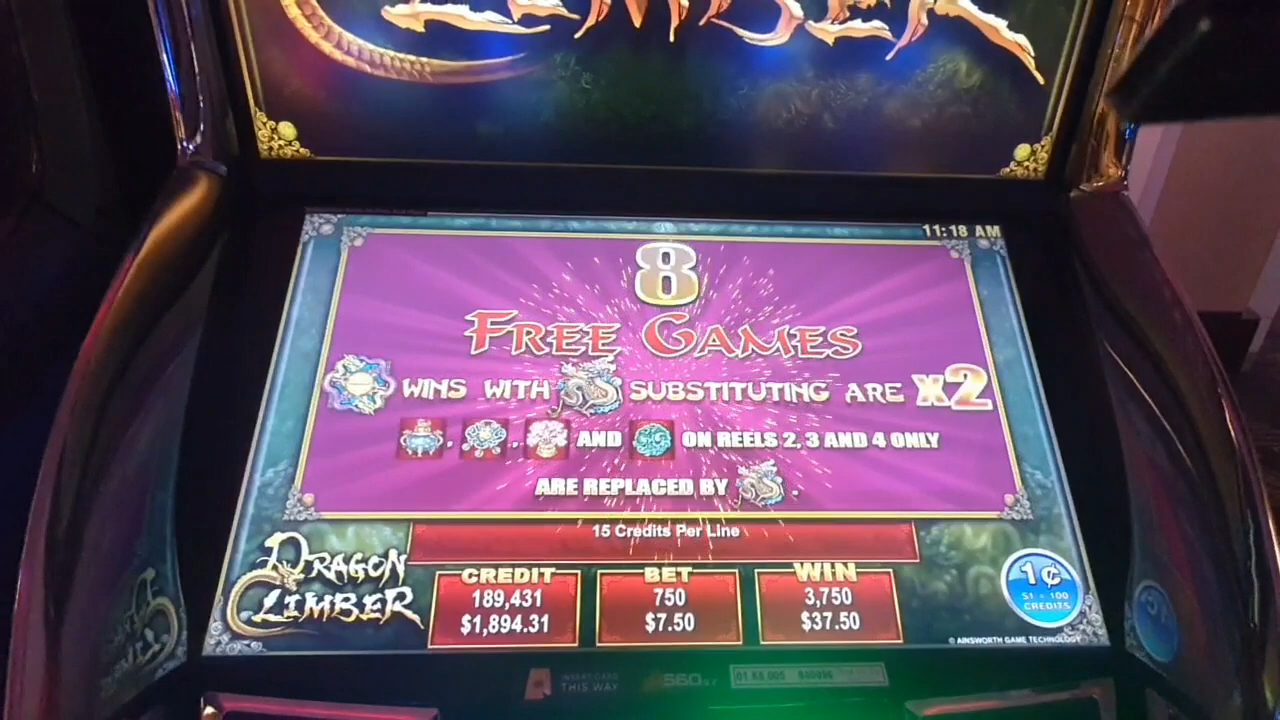 CLIMBER
11:18 AM
8
FREE GAMES
WINS WITH SUBSTITUTING ARE x2
, , AND ON REELS 2, 3 AND 4 ONLY
ARE REPLACED BY .
15 Credits Per Line
DRAGON
CLIMBER
CREDIT
189,431
$1,894.31
BET
750
$7.50
WIN
3,750
$37.50
1¢
$1 = 100
CREDITS
© AINSWORTH GAME TECHNOLOGY
INSERT CARD
THIS WAY